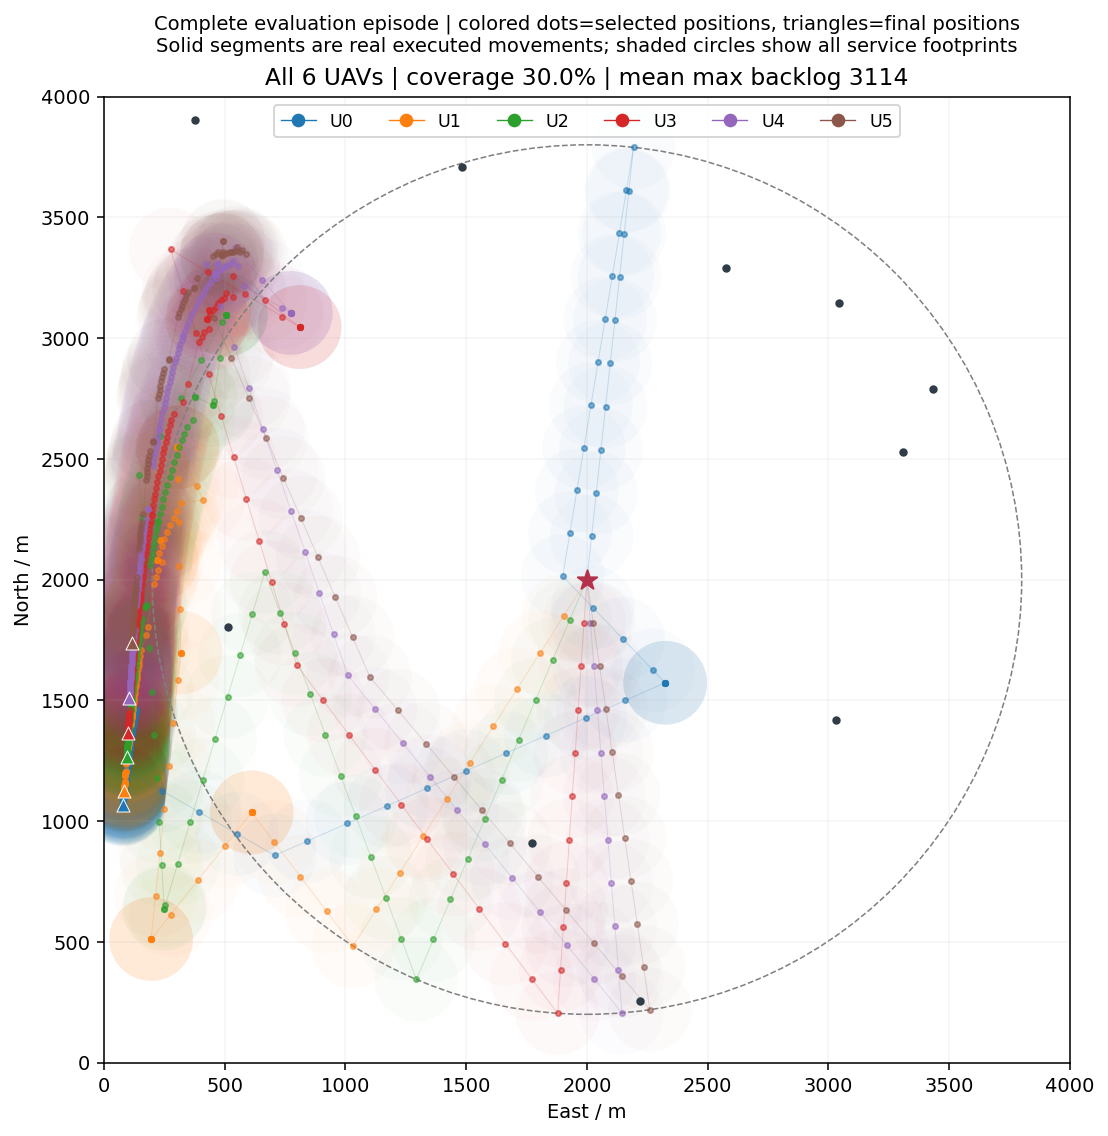 Complete evaluation episode | colored dots=selected positions, triangles=final positions
Solid segments are real executed movements; shaded circles show all service footprints
All 6 UAVs | coverage 30.0% | mean max backlog 3114
U0 U1 U2 U3 U4 U5
4000
3500
3000
2500
2000
1500
1000
500
0
North / m
0 500 1000 1500 2000 2500 3000 3500 4000
East / m